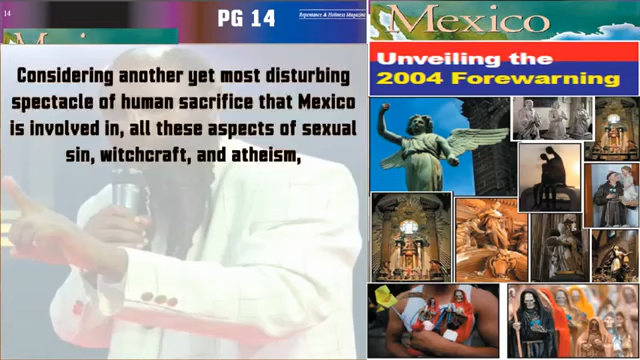 14
PG 14
Repentance & Holiness Magazine
Considering another yet most disturbing
spectacle of human sacrifice that Mexico
is involved in, all these aspects of sexual
sin, witchcraft, and atheism,
Mexico
Unveiling the
2004 Forewarning